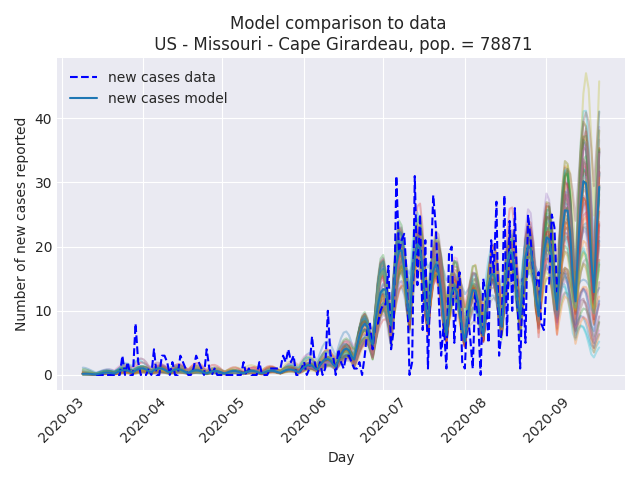 Model comparison to data
US - Missouri - Cape Girardeau, pop. = 78871
new cases data
new cases model
Number of new cases reported
40
30
20
10
0
2020-03
2020-04
2020-05
2020-06
2020-07
2020-08
2020-09
Day